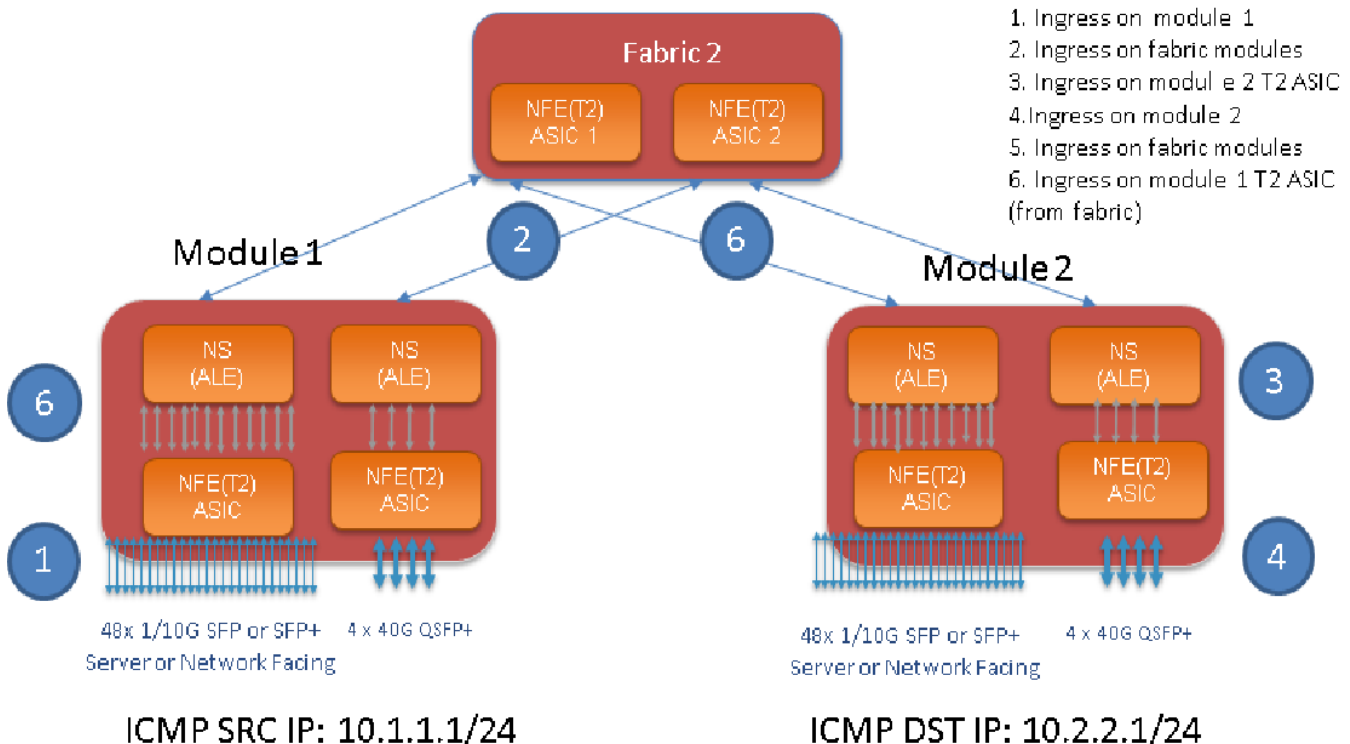 1. Ingress on module 1
2. Ingress on fabric modules
3. Ingress on modul e 2 T2 ASIC
4.Ingress on module 2
5. Ingress on fabric modules
6. Ingress on module 1 T2 ASIC
(from fabric)
Fabric 2
NFE(T2)
ASIC 1
NFE(T2)
ASIC 2
2
6
Module 1
Module 2
NS
(ALE)
NS
(ALE)
NS
(ALE)
NS
(ALE)
6
3
NFE(T2)
ASIC
NFE(T2)
ASIC
NFE(T2)
ASIC
NFE(T2)
ASIC
1
4
48x 1/10G SFP or SFP+
Server or Network Facing
4 x 40G QSFP+
48x 1/10G SFP or SFP+
Server or Network Facing
4 x 40G QSFP+
ICMP SRC IP: 10.1.1.1/24
ICMP DST IP: 10.2.2.1/24